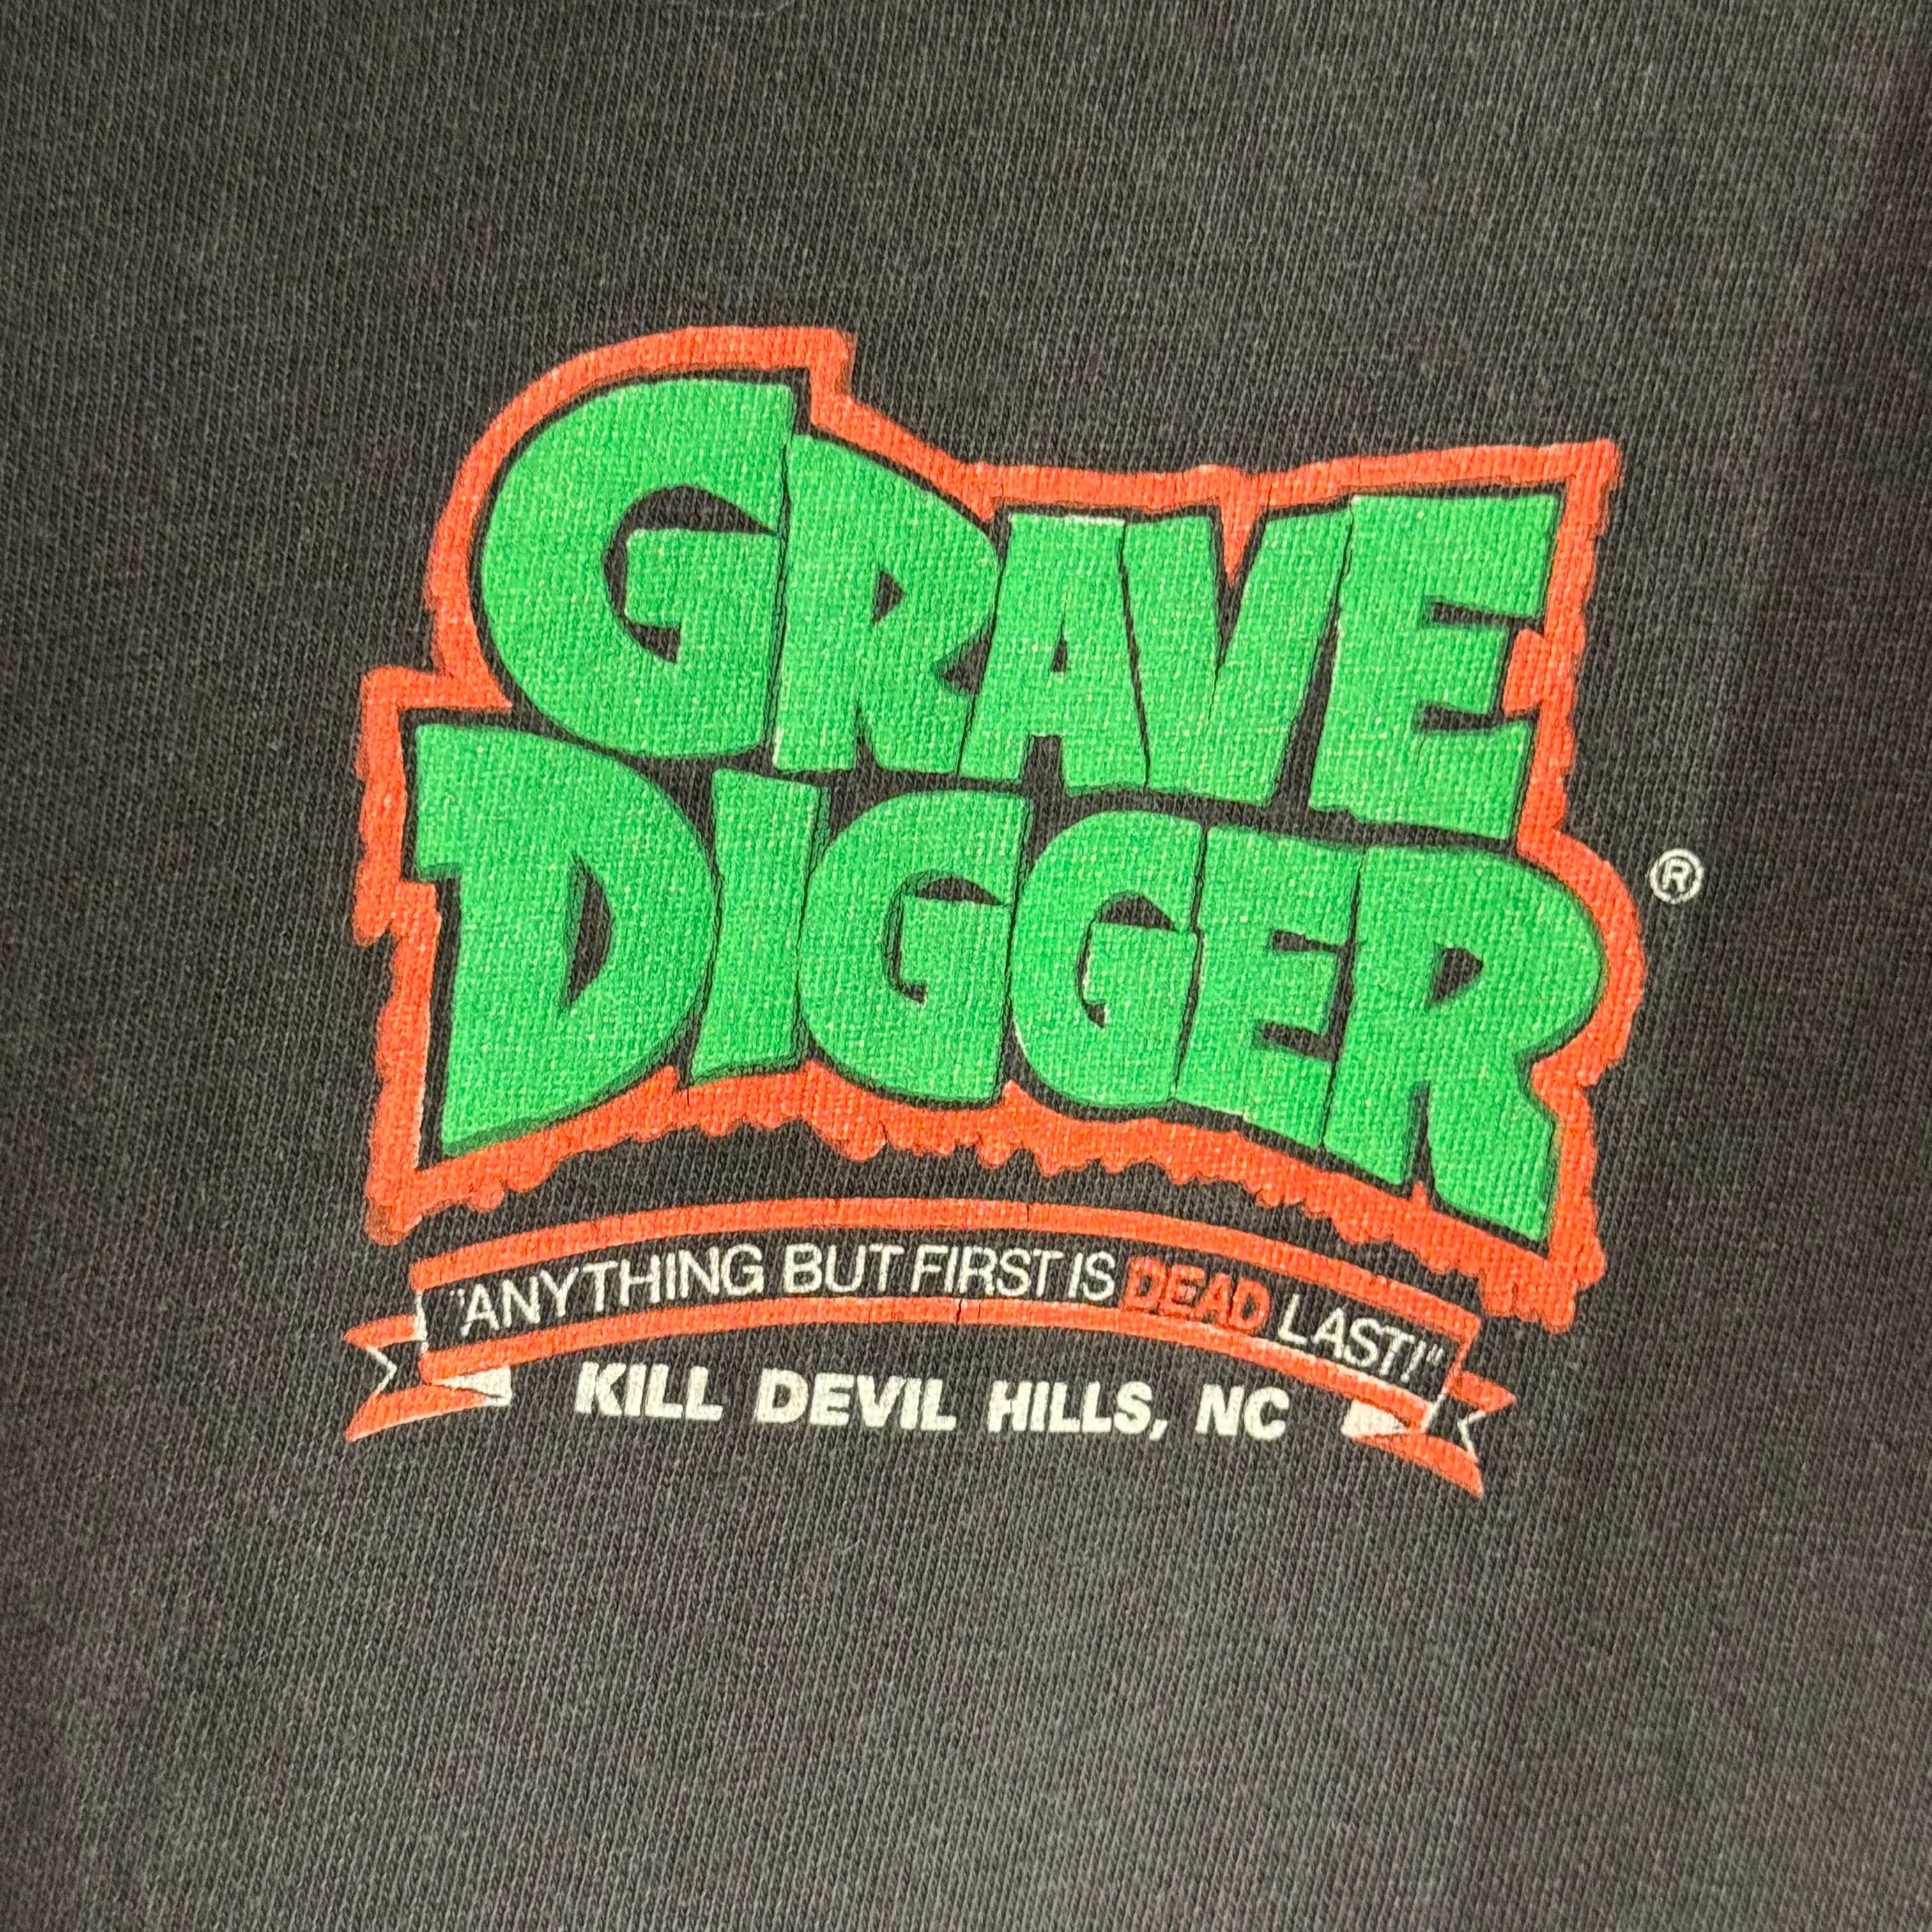 GRAVE
DIGGER ®
"ANYTHING BUT FIRST IS DEAD LAST!"
KILL DEVIL HILLS, NC